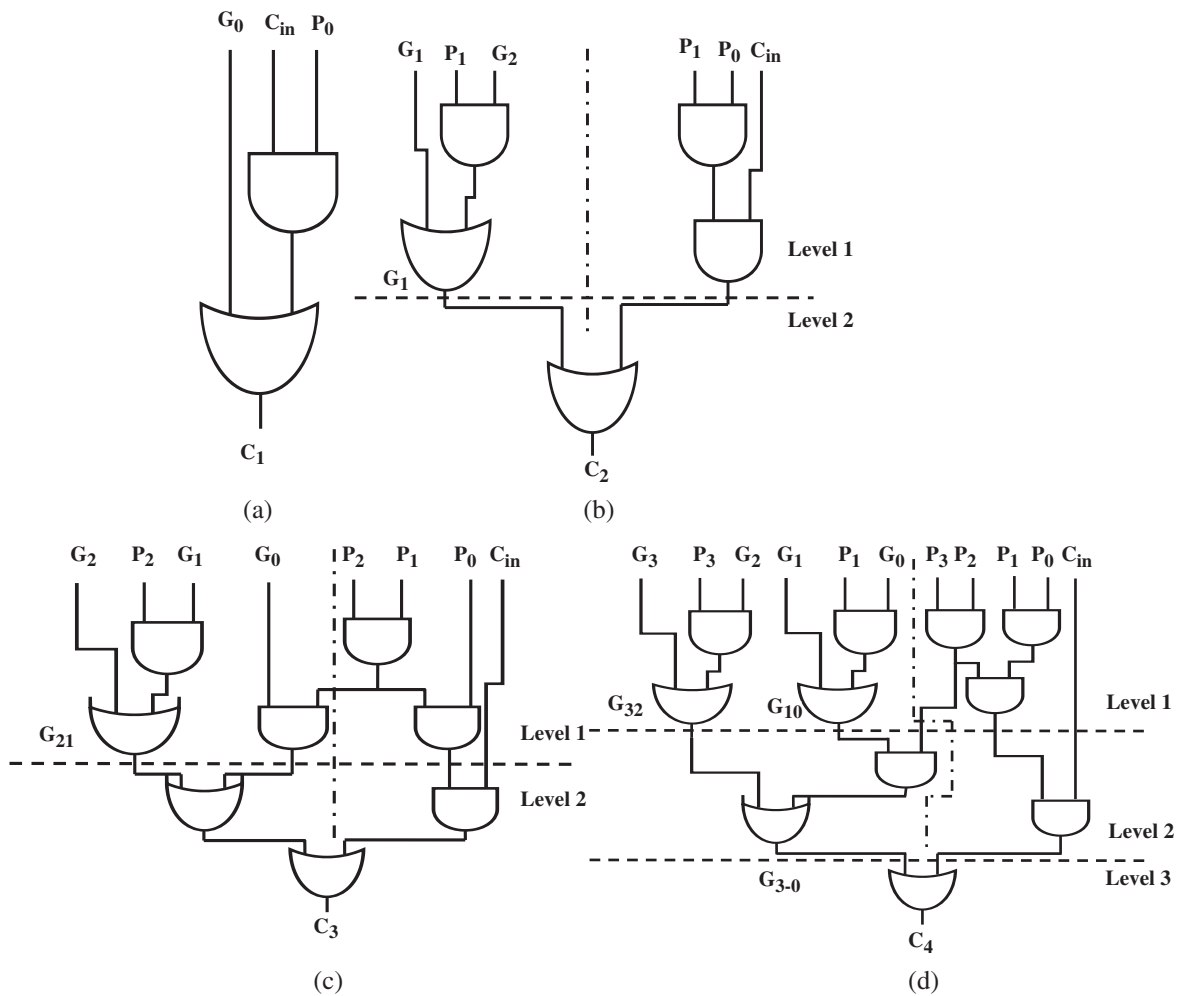 G0 Cin P0
C1
(a)
G1 P1 G2
P1 P0 Cin
Level 1
G1
Level 2
C2
(b)
G2 P2 G1 G0 P2 P1 P0 Cin
Level 1
G21
Level 2
C3
(c)
G3 P3 G2 G1 P1 G0 P3 P2 P1 P0 Cin
G32
G10
Level 1
Level 2
G3-0
Level 3
C4
(d)